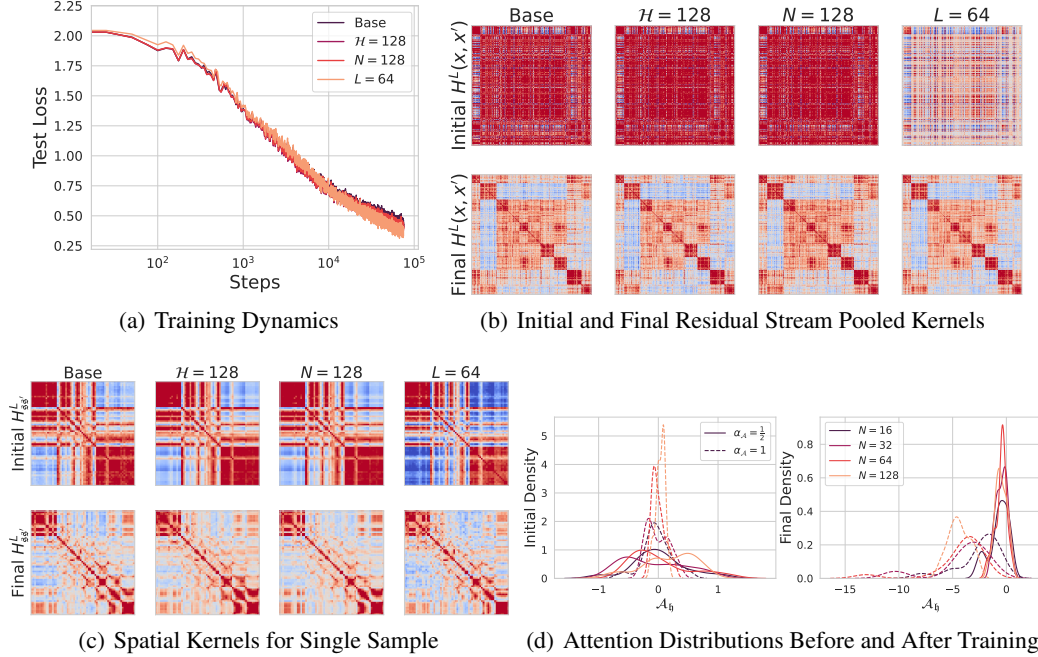 2.25
2.00
1.75
1.50
1.25
1.00
0.75
0.50
0.25
Test Loss
Base
ℋ = 128
N = 128
L = 64
10² 10³ 10⁴ 10⁵
Steps
(a) Training Dynamics
Base ℋ = 128 N = 128 L = 64
Initial H^L(x, x′)
Final H^L(x, x′)
(b) Initial and Final Residual Stream Pooled Kernels
Base ℋ = 128 N = 128 L = 64
Initial H^L_{𝔰𝔰′}
Final H^L_{𝔰𝔰′}
(c) Spatial Kernels for Single Sample
5
4
3
2
1
0
Initial Density
α_𝒜 = 1/2
α_𝒜 = 1
−1 0 1
𝒜_𝔥
0.8
0.6
0.4
0.2
0.0
Final Density
N = 16
N = 32
N = 64
N = 128
−15 −10 −5 0
𝒜_𝔥
(d) Attention Distributions Before and After Training